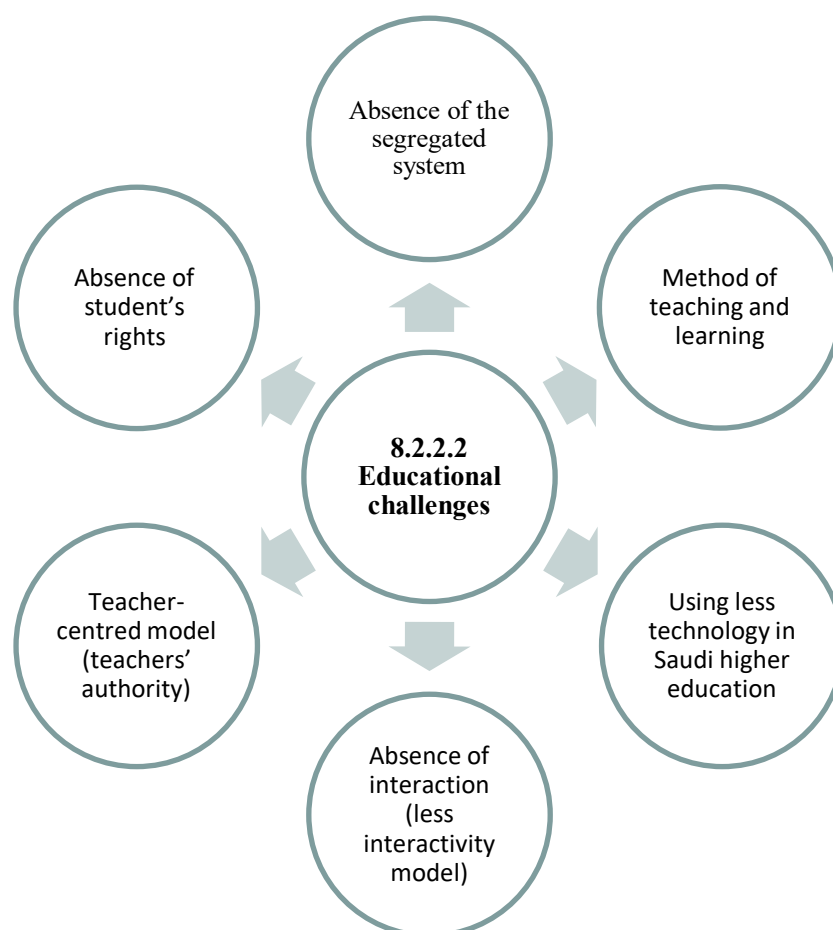 Absence of the
segregated
system
Absence of
student’s
rights
Method of
teaching and
learning
8.2.2.2
Educational
challenges
Teacher-
centred model
(teachers’
authority)
Using less
technology in
Saudi higher
education
Absence of
interaction
(less
interactivity
model)